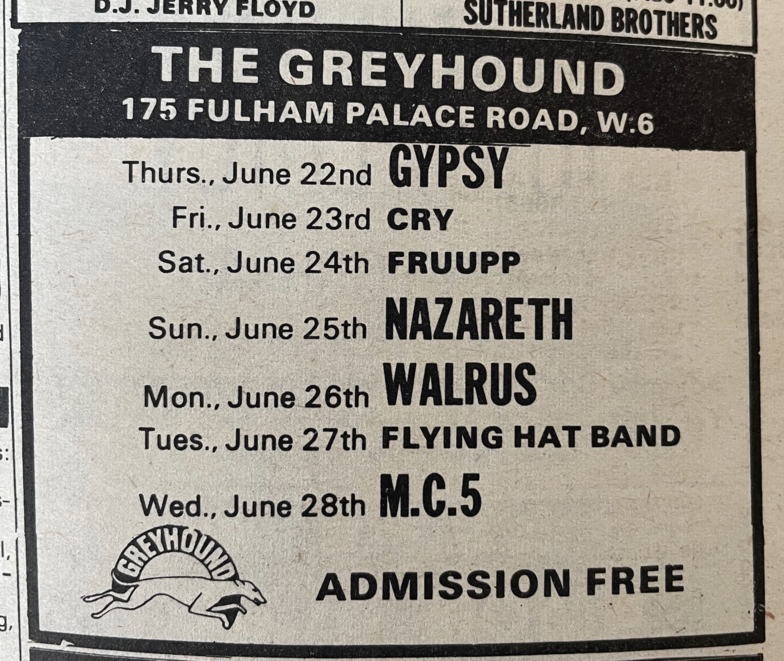 D.J. JERRY FLOYD
SUTHERLAND BROTHERS
THE GREYHOUND
175 FULHAM PALACE ROAD, W.6
Thurs., June 22nd GYPSY
Fri., June 23rd CRY
Sat., June 24th FRUUPP
Sun., June 25th NAZARETH
Mon., June 26th WALRUS
Tues., June 27th FLYING HAT BAND
Wed., June 28th M.C.5
GREYHOUND
ADMISSION FREE